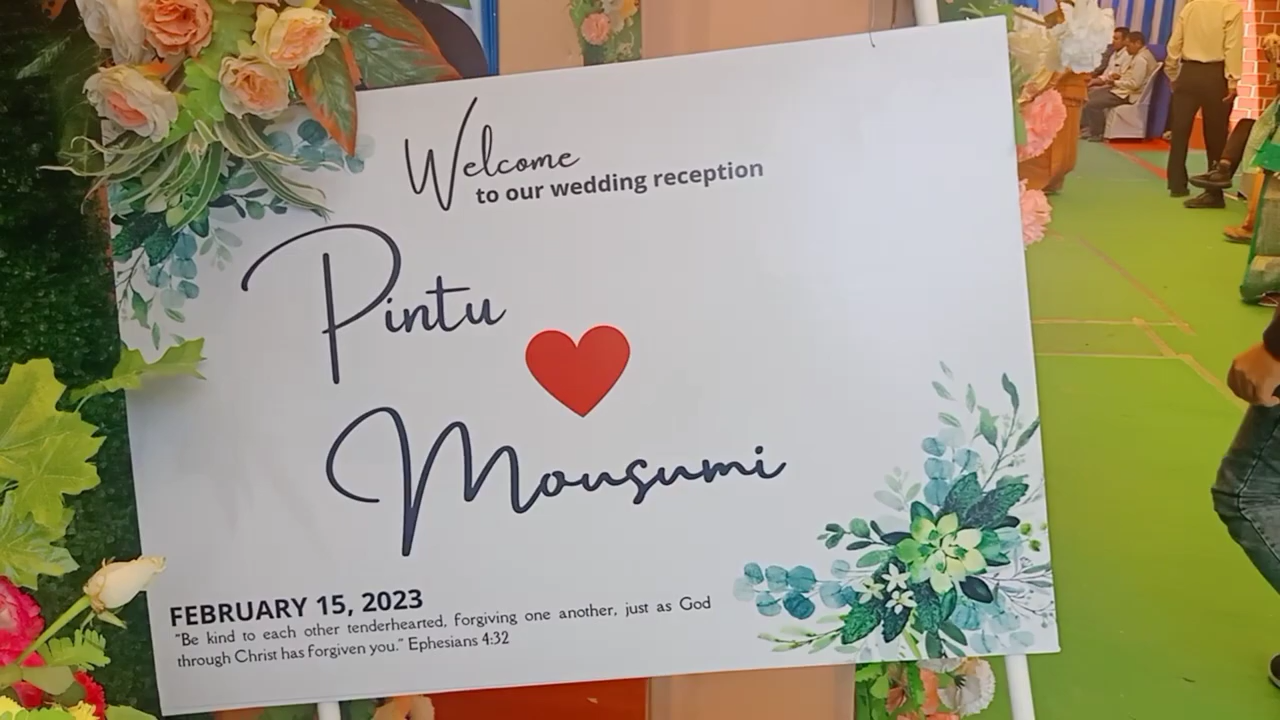 Welcome
to our wedding reception
Pintu
Mousumi
FEBRUARY 15, 2023
"Be kind to each other tenderhearted, forgiving one another, just as God
through Christ has forgiven you." Ephesians 4:32